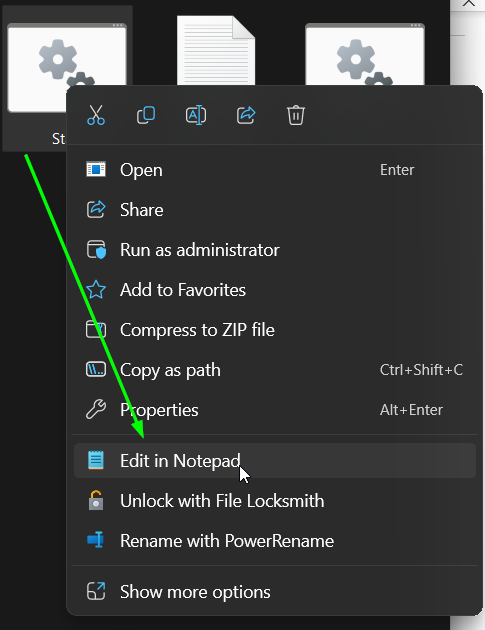 St
Open Enter
Share
Run as administrator
Add to Favorites
Compress to ZIP file
Copy as path Ctrl+Shift+C
Properties Alt+Enter
Edit in Notepad
Unlock with File Locksmith
Rename with PowerRename
Show more options